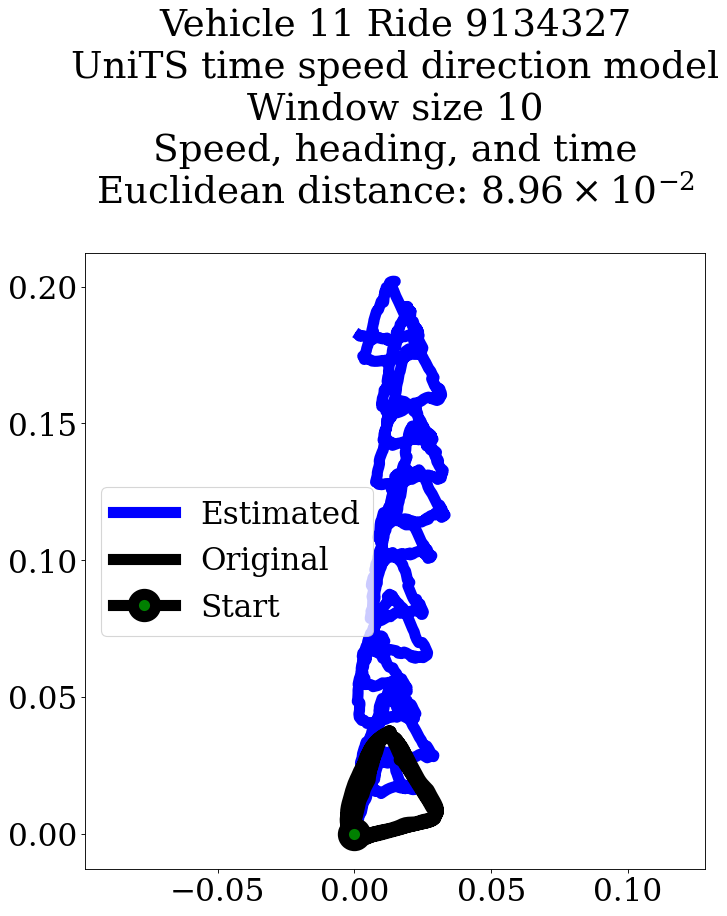 Vehicle 11 Ride 9134327
UniTS time speed direction model
Window size 10
Speed, heading, and time
Euclidean distance: 8.96 × 10⁻²
0.20
0.15
0.10
0.05
0.00
Estimated
Original
Start
−0.05 0.00 0.05 0.10